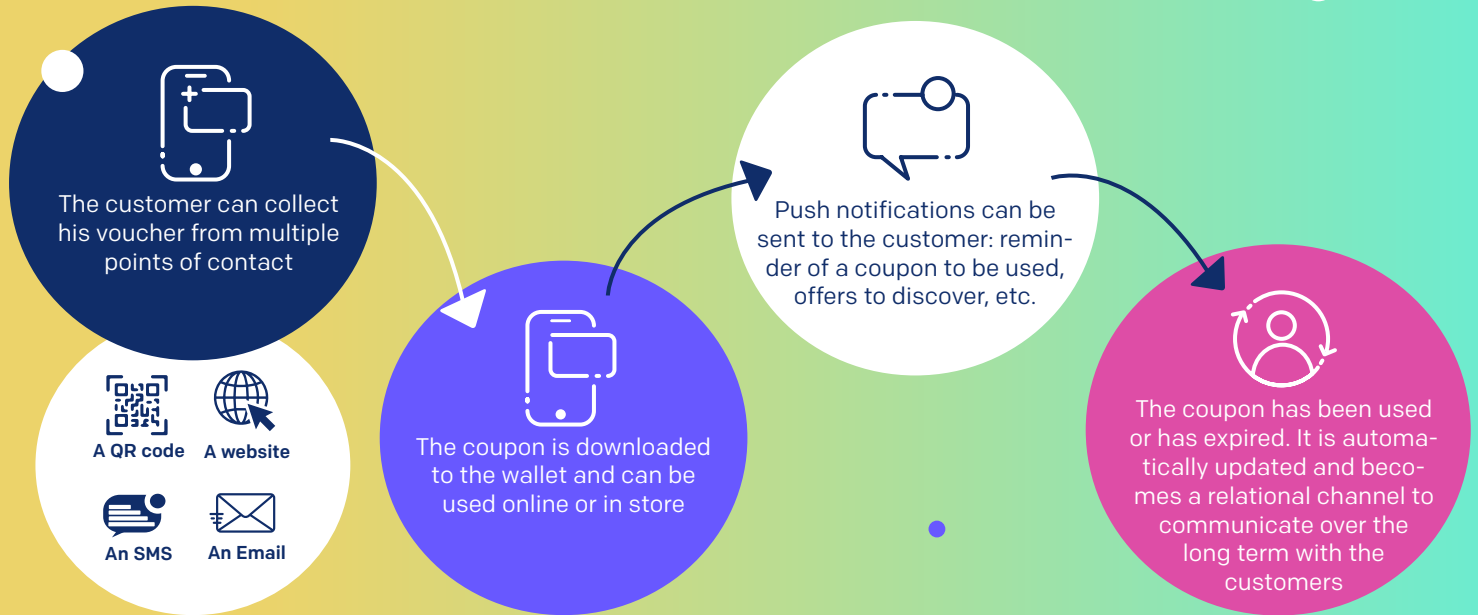 The customer can collect
his voucher from multiple
points of contact
A QR code
A website
An SMS
An Email
The coupon is downloaded
to the wallet and can be
used online or in store
Push notifications can be
sent to the customer: remin-
der of a coupon to be used,
offers to discover, etc.
The coupon has been used
or has expired. It is automa-
tically updated and beco-
mes a relational channel to
communicate over the
long term with the
customers